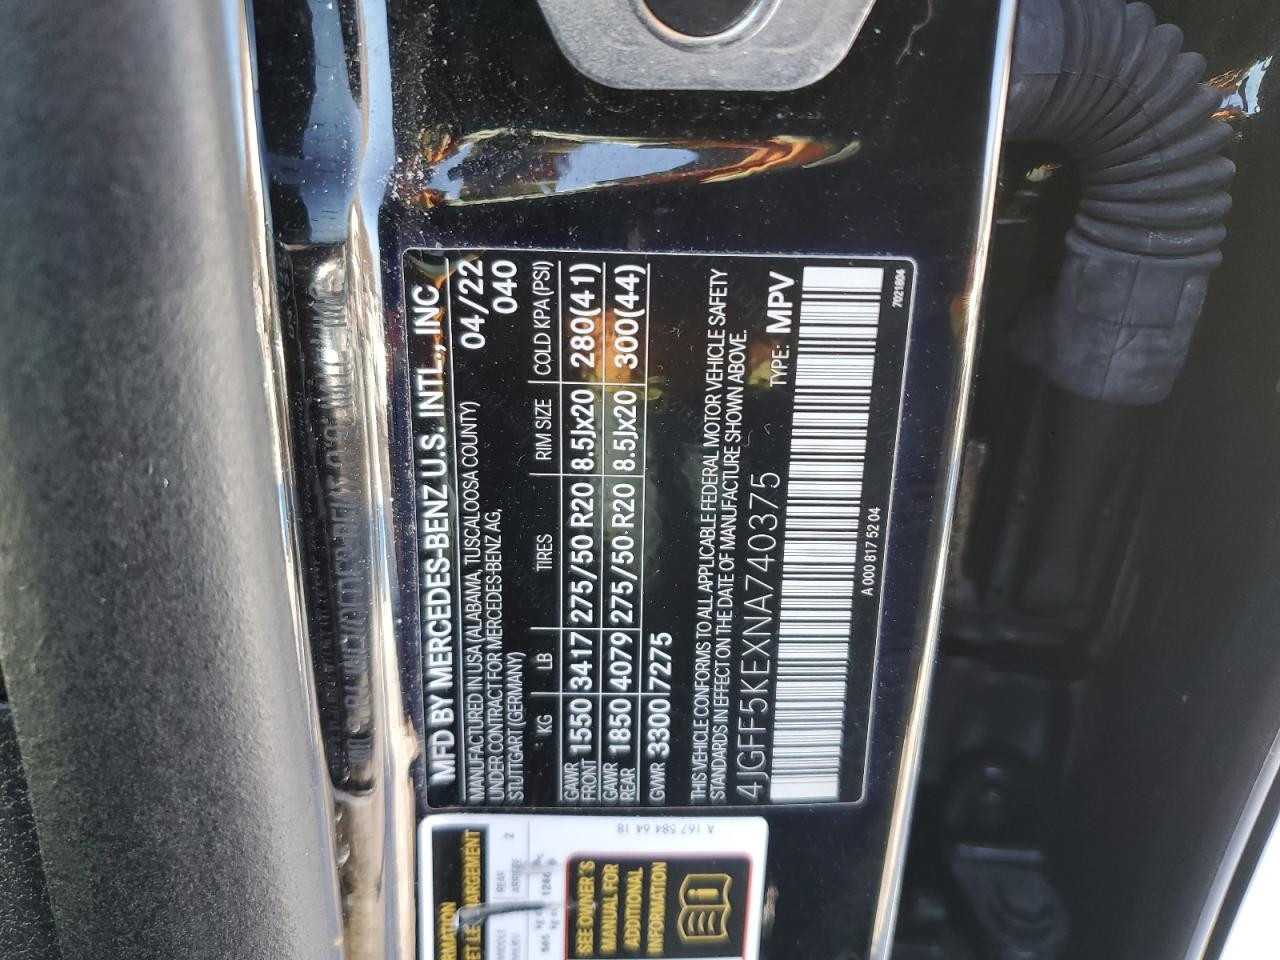 MFD BY MERCEDES-BENZ U.S. INTL., INC
MANUFACTURED IN USA (ALABAMA, TUSCALOOSA COUNTY) 04/22
UNDER CONTRACT FOR MERCEDES-BENZ AG, 040
STUTTGART (GERMANY)
KG LB TIRES RIM SIZE COLD KPA (PSI)
GAWR FRONT 1550 3417 275/50 R20 8.5Jx20 280(41)
GAWR REAR 1850 4079 275/50 R20 8.5Jx20 300(44)
GVWR 3300 7275
THIS VEHICLE CONFORMS TO ALL APPLICABLE FEDERAL MOTOR VEHICLE SAFETY
STANDARDS IN EFFECT ON THE DATE OF MANUFACTURE SHOWN ABOVE.
4JGFF5KEXNA740375 TYPE: MPV
A 000 817 52 04
7021804
REAR
2
1246
SEE OWNER'S
MANUAL FOR
ADDITIONAL
INFORMATION
A 167 584 64 18